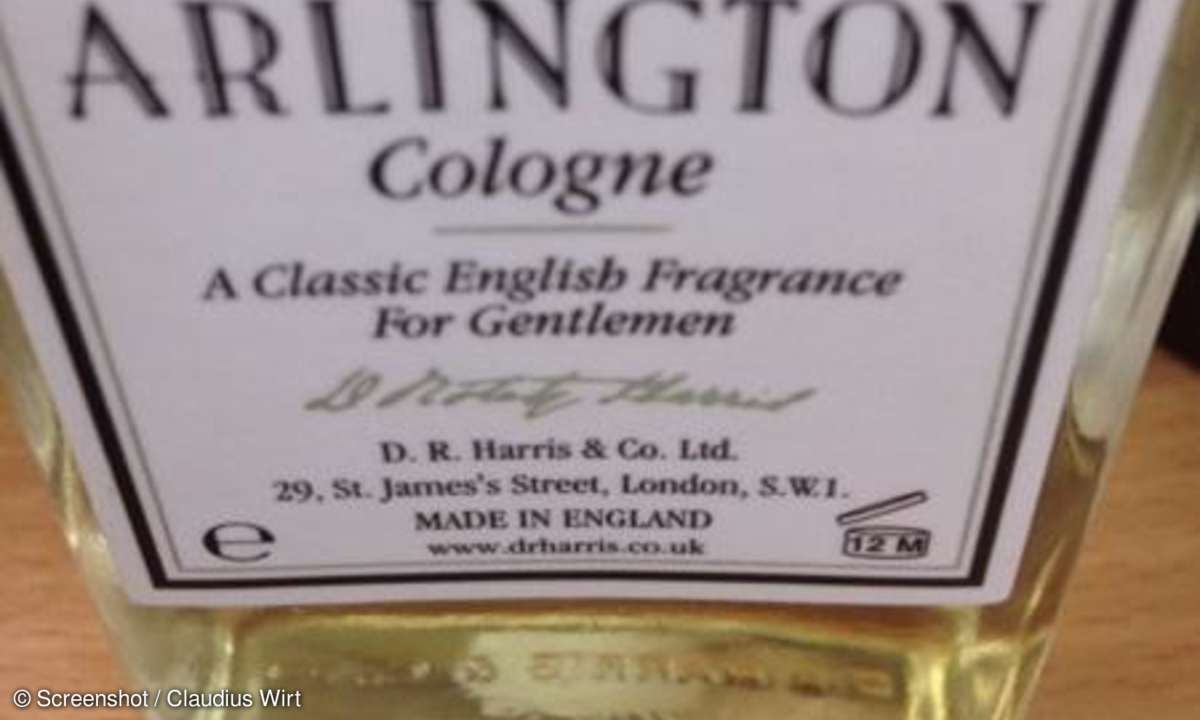 ARLINGTON
Cologne
A Classic English Fragrance
For Gentlemen
D. R. Harris & Co. Ltd.
29, St. James's Street, London, S.W.1.
MADE IN ENGLAND
www.drharris.co.uk
e
12 M
© Screenshot / Claudius Wirt